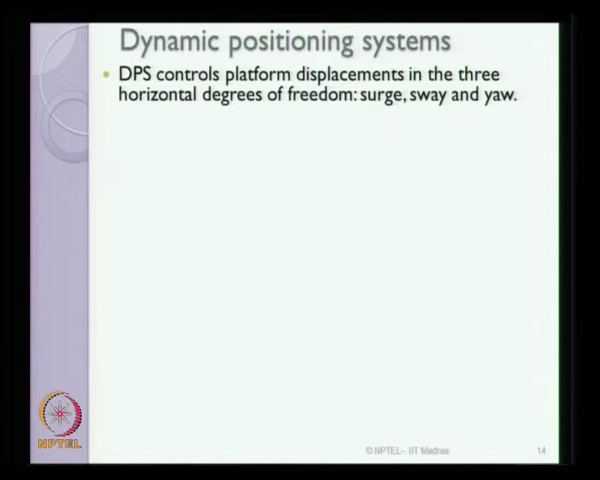 Dynamic positioning systems
• DPS controls platform displacements in the three
horizontal degrees of freedom: surge, sway and yaw.
NPTEL
© NPTEL- IIT Madras
14